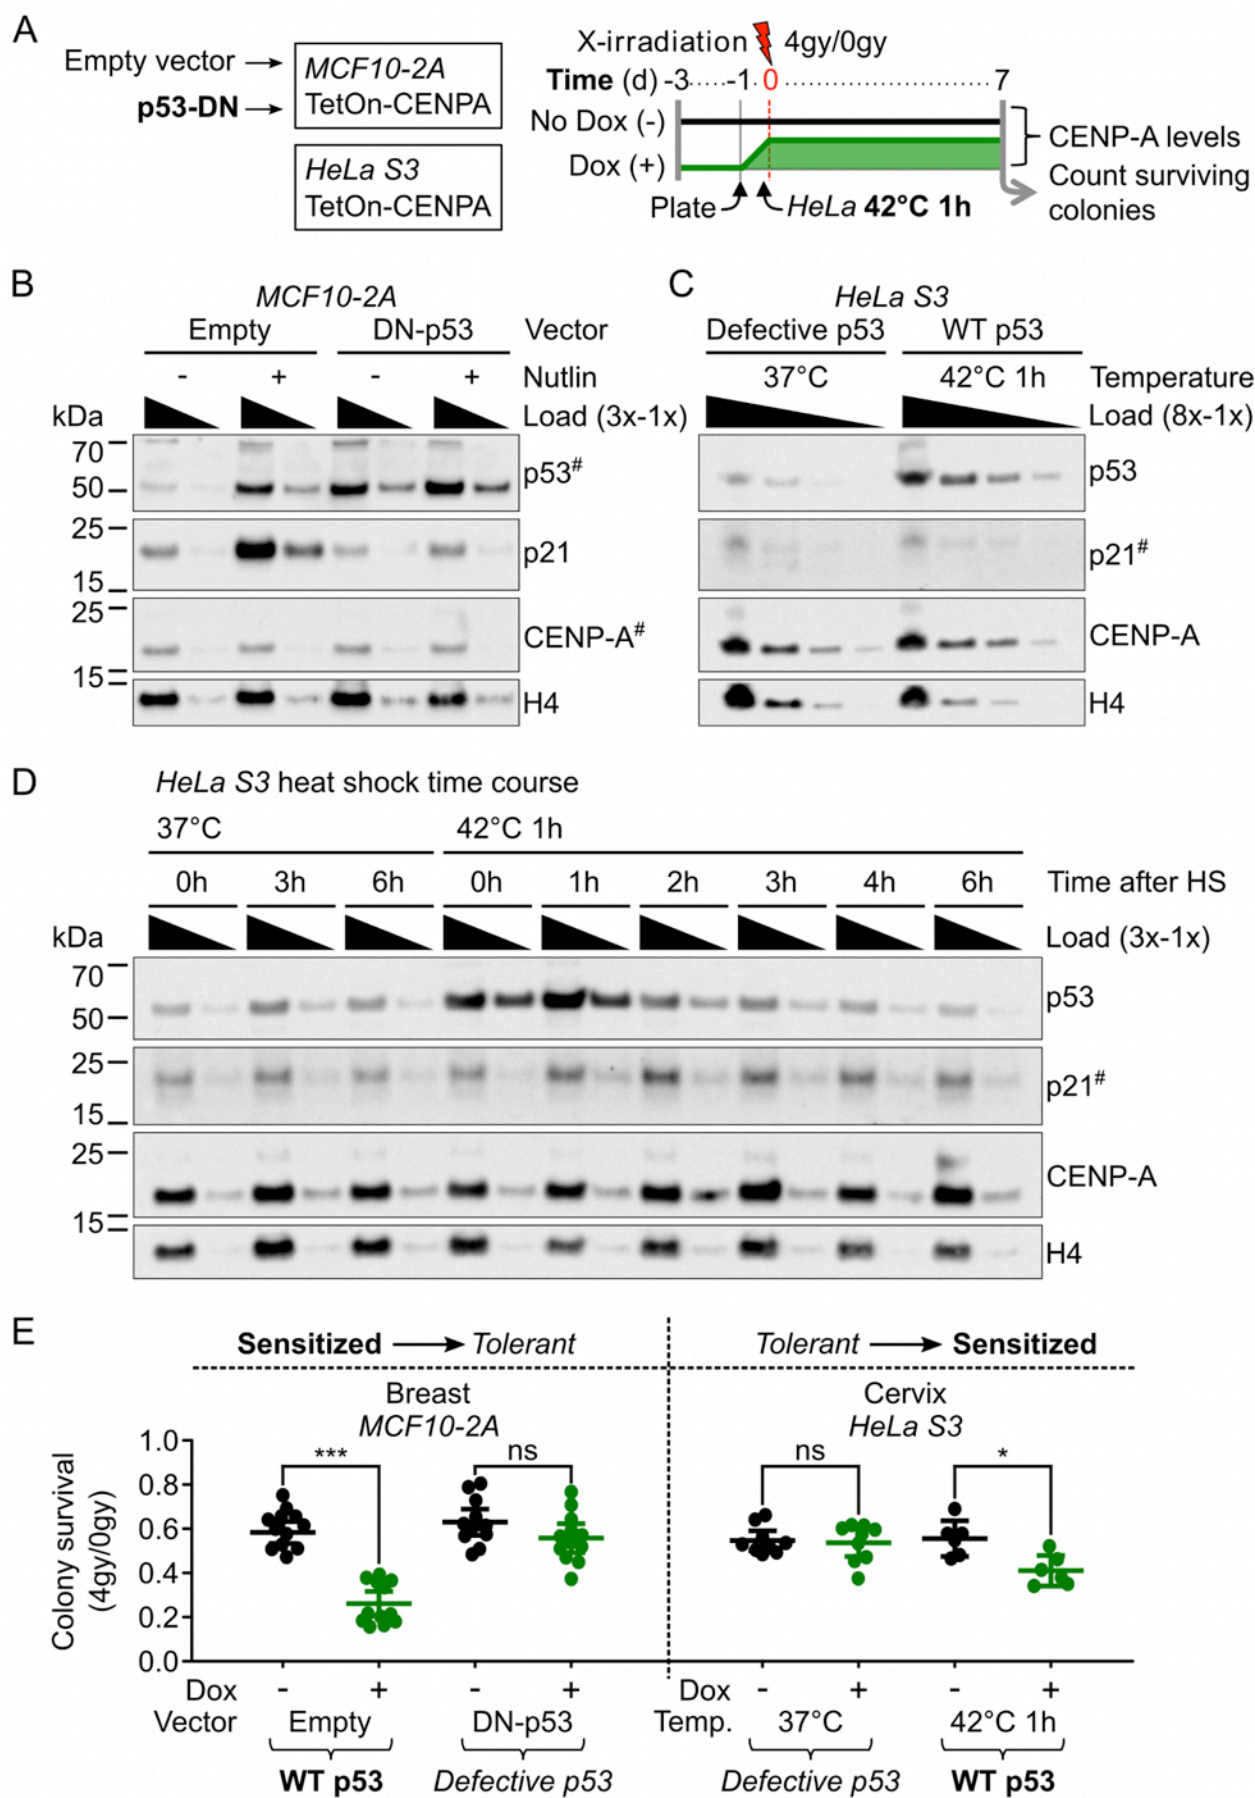 A
Empty vector
p53-DN
MCF10-2A
TetOn-CENPA
HeLa S3
TetOn-CENPA
X-irradiation 4gy/0gy
Time (d) -3 -1 0 7
No Dox (-)
Dox (+)
CENP-A levels
Count surviving
colonies
Plate
HeLa 42°C 1h
B
MCF10-2A
Empty DN-p53 Vector
- + - + Nutlin
kDa Load (3x-1x)
70
50
p53#
25
15
p21
25
15
CENP-A#
H4
C
HeLa S3
Defective p53 WT p53
37°C 42°C 1h Temperature
Load (8x-1x)
p53
p21#
CENP-A
H4
D
HeLa S3 heat shock time course
37°C 42°C 1h
0h 3h 6h 0h 1h 2h 3h 4h 6h Time after HS
kDa Load (3x-1x)
70
50
p53
25
15
p21#
25
15
CENP-A
H4
E
Sensitized Tolerant
Tolerant Sensitized
Breast
MCF10-2A
Cervix
HeLa S3
*** ns ns *
Colony survival
(4gy/0gy)
1.0
0.8
0.6
0.4
0.2
0.0
Dox - + - +
Vector Empty DN-p53
WT p53 Defective p53
Dox - + - +
Temp. 37°C 42°C 1h
Defective p53 WT p53